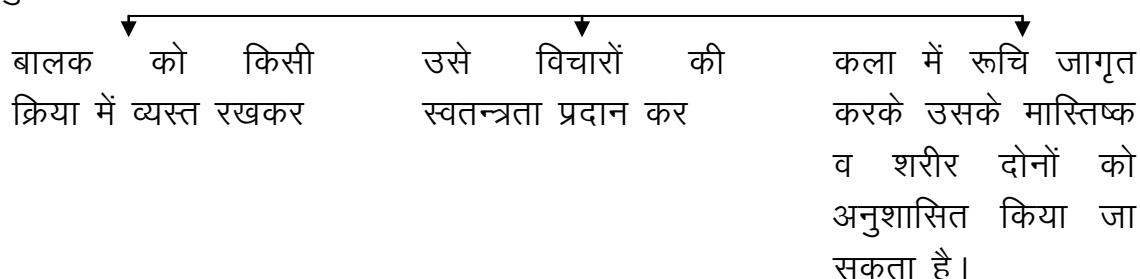 बालक को किसी
क्रिया में व्यस्त रखकर
उसे विचारों की
स्वतन्त्रता प्रदान कर
कला में रूचि जागृत
करके उसके मास्तिष्क
व शरीर दोनों को
अनुशासित किया जा
सकता है।